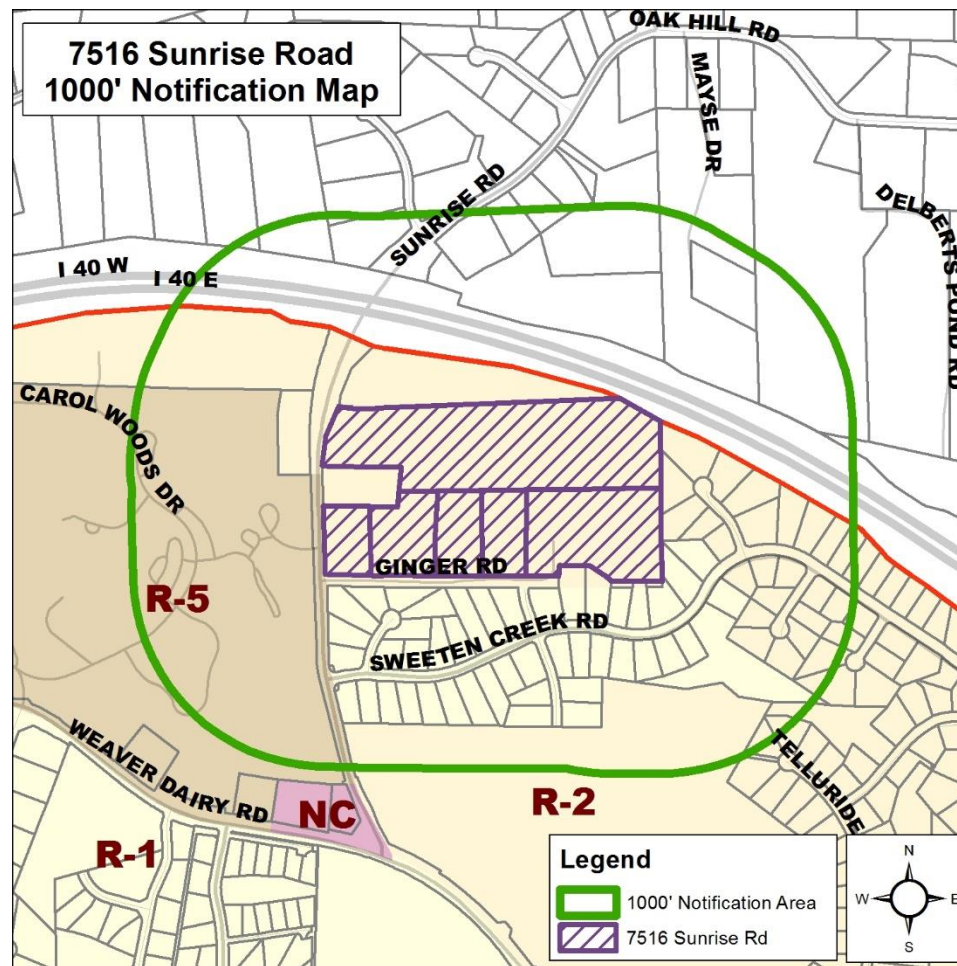 7516 Sunrise Road
1000' Notification Map
OAK HILL RD
MAYSE DR
SUNRISE RD
DELBERTS POND RD
I 40 W
I 40 E
CAROL WOODS DR
GINGER RD
R-5
SWEETEN CREEK RD
WEAVER DAIRY RD
TELLURIDE
NC
R-2
R-1
Legend
1000' Notification Area
7516 Sunrise Rd
N
W
E
S